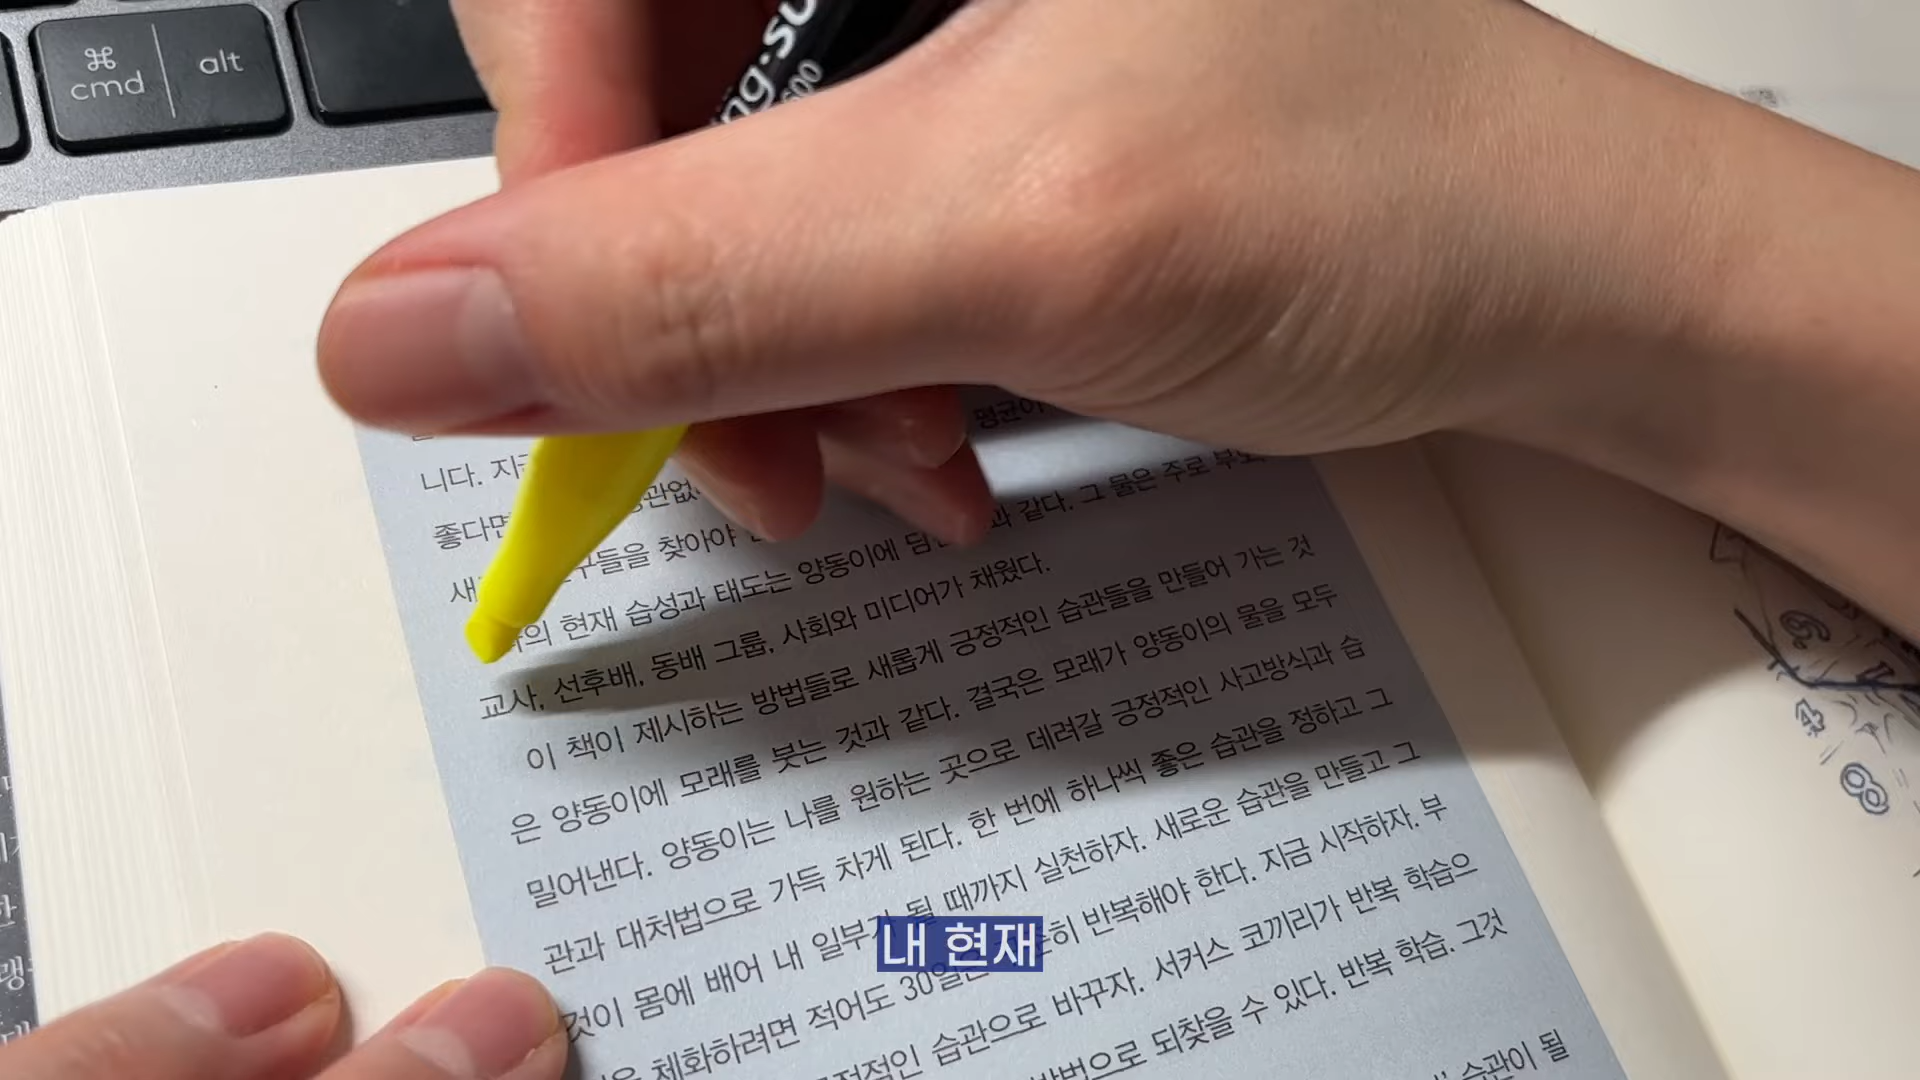 ⌘
cmd
alt
평균이
니다.
좋다면
들을 찾아야
같다. 그 물은 주로
현재 습성과 태도는 양동이에
교사, 선후배, 동배 그룹, 사회와 미디어가 채웠다.
이 책이 제시하는 방법들로 새롭게 긍정적인 습관들을 만들어 가는 것
은 양동이에 모래를 붓는 것과 같다. 결국은 모래가 양동이의 물을 모두
밀어낸다. 양동이는 나를 원하는 곳으로 데려갈 긍정적인 사고방식과 습
관과 대처법으로 가득 차게 된다. 한 번에 하나씩 좋은 습관을 정하고 그
것이 몸에 배어 내 일부가 될 때까지 실천하자. 새로운 습관을 만들고 그
체화하려면 적어도 30일은 반복해야 한다. 지금 시작하자. 부
습관으로 바꾸자. 서커스 코끼리가 반복 학습으
되찾을 수 있다. 반복 학습. 그것
습관이 될
내 현재
4
8